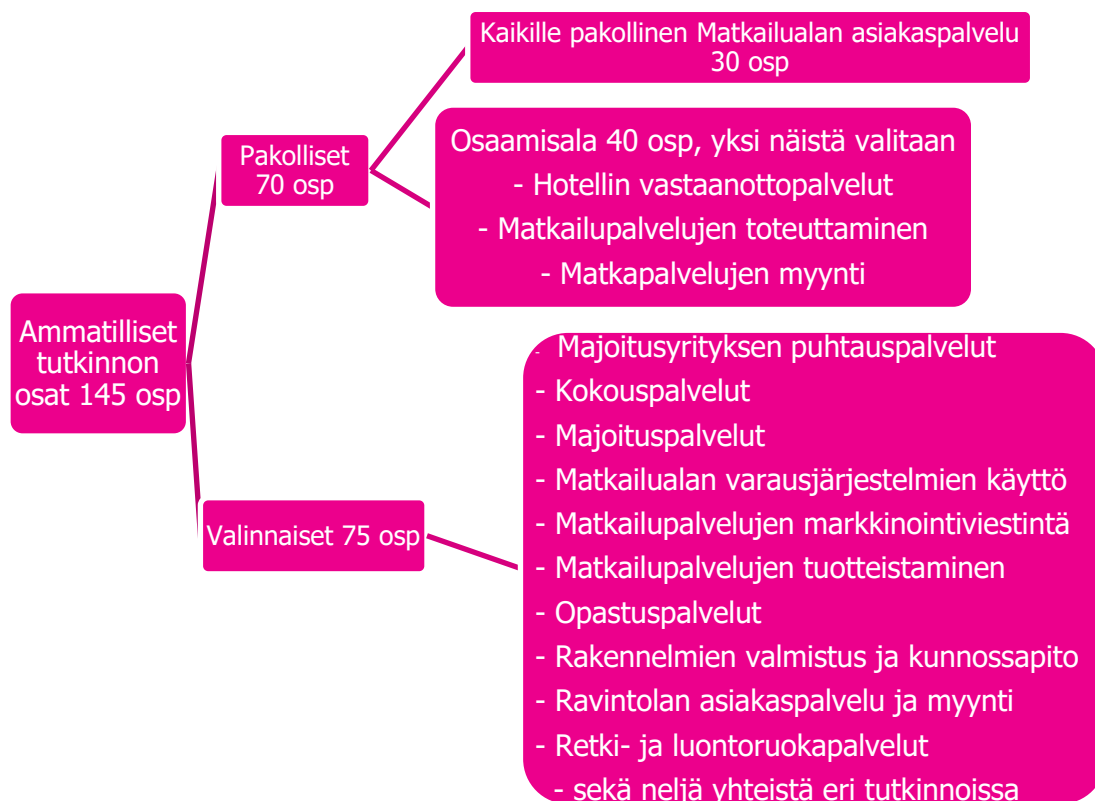 Kaikille pakollinen Matkailualan asiakaspalvelu
30 osp
Pakolliset
70 osp
Osaamisala 40 osp, yksi näistä valitaan
- Hotellin vastaanottopalvelut
- Matkailupalvelujen toteuttaminen
- Matkapalvelujen myynti
Ammatilliset
tutkinnon
osat 145 osp
Valinnaiset 75 osp
- Majoitusyrityksen puhtauspalvelut
- Kokouspalvelut
- Majoituspalvelut
- Matkailualan varausjärjestelmien käyttö
- Matkailupalvelujen markkinointiviestintä
- Matkailupalvelujen tuotteistaminen
- Opastuspalvelut
- Rakennelmien valmistus ja kunnossapito
- Ravintolan asiakaspalvelu ja myynti
- Retki- ja luontoruokapalvelut
- sekä neljä yhteistä eri tutkinnoissa